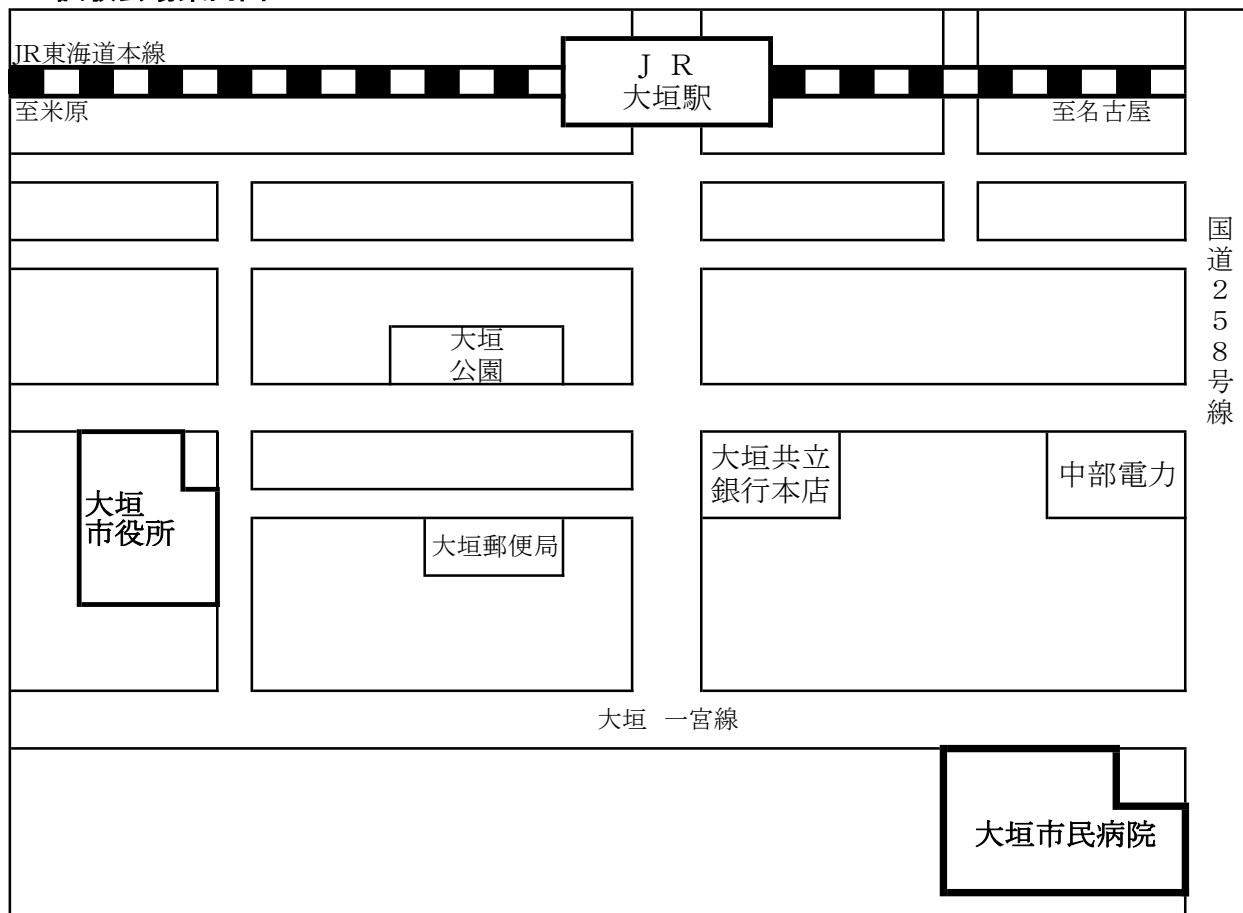 JR東海道本線
J R
大垣駅
至米原
至名古屋
国道258号線
大垣
公園
大垣共立
銀行本店
中部電力
大垣
市役所
大垣郵便局
大垣 一宮線
大垣市民病院